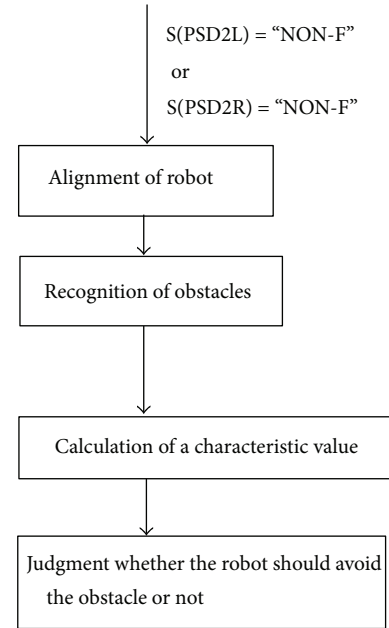 S(PSD2L) = “NON-F”
or
S(PSD2R) = “NON-F”
Alignment of robot
Recognition of obstacles
Calculation of a characteristic value
Judgment whether the robot should avoid
the obstacle or not